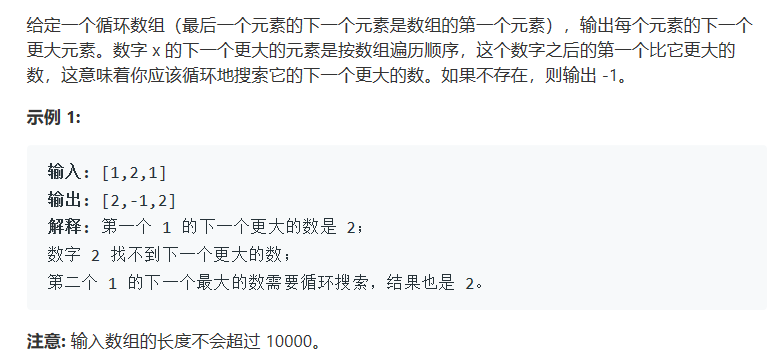 给定一个循环数组（最后一个元素的下一个元素是数组的第一个元素），输出每个元素的下一个
更大元素。数字 x 的下一个更大的元素是按数组遍历顺序，这个数字之后的第一个比它更大的
数，这意味着你应该循环地搜索它的下一个更大的数。如果不存在，则输出 -1。
示例 1:
输入: [1,2,1]
输出: [2,-1,2]
解释: 第一个 1 的下一个更大的数是 2；
数字 2 找不到下一个更大的数；
第二个 1 的下一个最大的数需要循环搜索，结果也是 2。
注意: 输入数组的长度不会超过 10000。